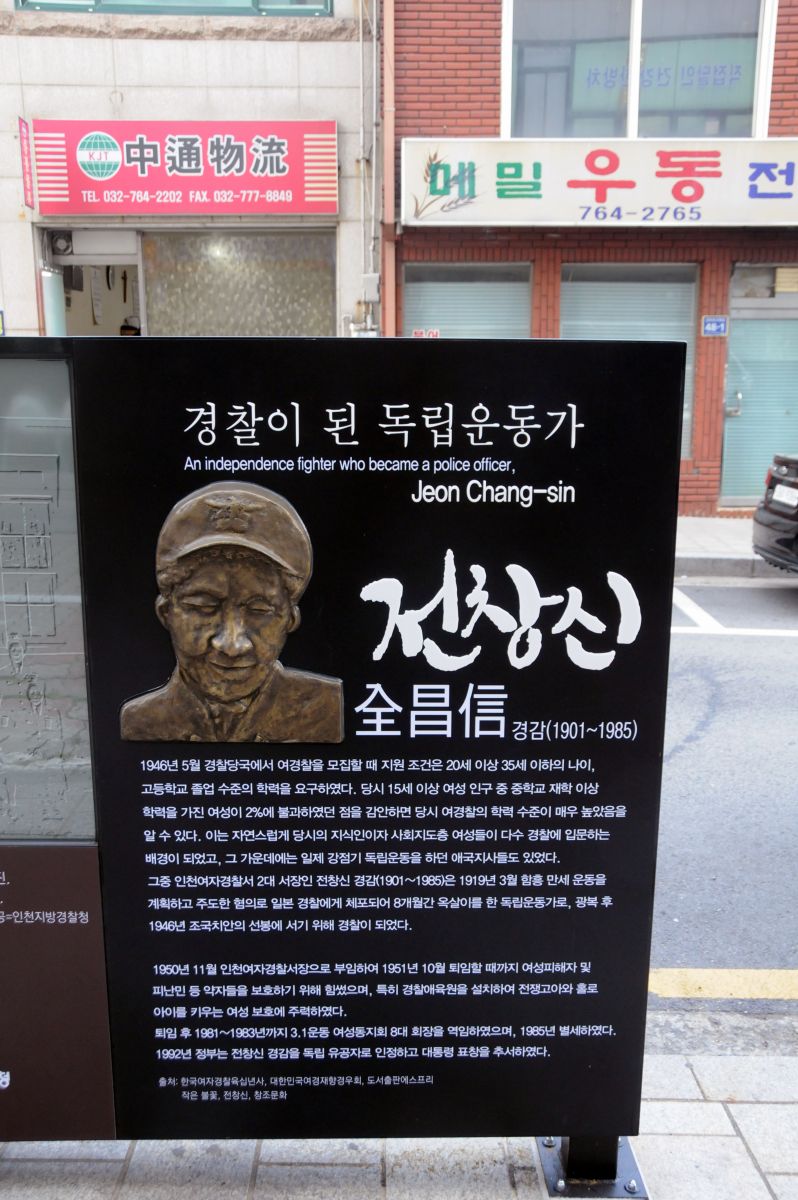 KJT
中通物流
TEL. 032-764-2202 FAX. 032-777-8849
메밀 우동 전
764-2765
48-1
경찰이 된 독립운동가
An independence fighter who became a police officer,
Jeon Chang-sin
전창신
全昌信 경감(1901~1985)
1946년 5월 경찰당국에서 여경찰을 모집할 때 지원 조건은 20세 이상 35세 이하의 나이,
고등학교 졸업 수준의 학력을 요구하였다. 당시 15세 이상 여성 인구 중 중학교 재학 이상
학력을 가진 여성이 2%에 불과하였던 점을 감안하면 당시 여경찰의 학력 수준이 매우 높았음을
알 수 있다. 이는 자연스럽게 당시의 지식인이자 사회지도층 여성들이 다수 경찰에 입문하는
배경이 되었고, 그 가운데에는 일제 강점기 독립운동을 하던 애국지사들도 있었다.
그중 인천여자경찰서 2대 서장인 전창신 경감(1901~1985)은 1919년 3월 함흥 만세 운동을
계획하고 주도한 혐의로 일본 경찰에게 체포되어 8개월간 옥살이를 한 독립운동가로, 광복 후
1946년 조국치안의 선봉에 서기 위해 경찰이 되었다.
1950년 11월 인천여자경찰서장으로 부임하여 1951년 10월 퇴임할 때까지 여성피해자 및
피난민 등 약자들을 보호하기 위해 힘썼으며, 특히 경찰애육원을 설치하여 전쟁고아와 홀로
아이를 키우는 여성 보호에 주력하였다.
퇴임 후 1981~1983년까지 3.1운동 여성동지회 8대 회장을 역임하였으며, 1985년 별세하였다.
1992년 정부는 전창신 경감을 독립 유공자로 인정하고 대통령 표창을 추서하였다.
출처: 한국여자경찰육십년사, 대한민국여경재향경우회, 도서출판에스프리
작은 불꽃, 전창신, 창조문화
=인천지방경찰청